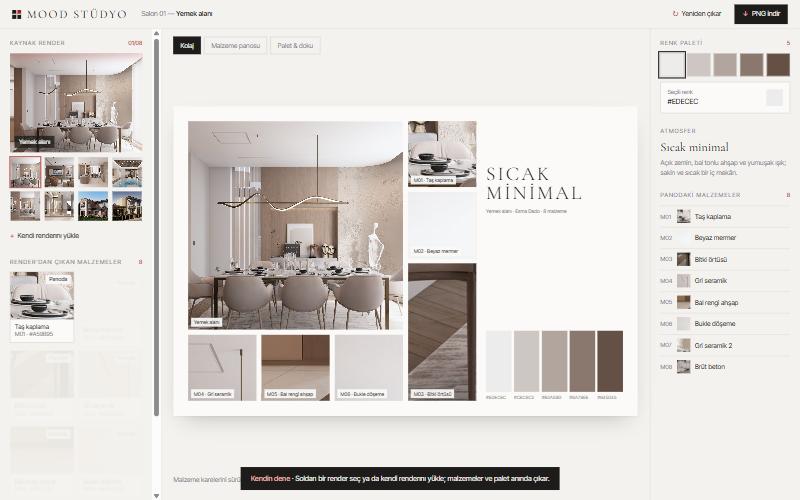 MOOD STÜDYO
Salon 01 — Yemek alanı
Yeniden çıkar
PNG indir
KAYNAK RENDER
01/08
Yemek alanı
+ Kendi renderını yükle
RENDER'DAN ÇIKAN MALZEMELER
8
Panoda
Taş kaplama
M01 · #A59B95
Kolaj
Malzeme panosu
Palet & doku
Yemek alanı
M01 · Taş kaplama
M02 · Beyaz mermer
M03 · Bitki örtüsü
M04 · Gri seramik
M05 · Bal rengi ahşap
M06 · Bukle döşeme
SICAK
MİNİMAL
Yemek alanı · Esma Dado · 8 malzeme
#EDECEC
Malzeme karelerini sürü
Kendin dene · Soldan bir render seç ya da kendi renderını yükle; malzemeler ve palet anında çıkar.
RENK PALETİ
5
Seçili renk
#EDECEC
ATMOSFER
Sıcak minimal
Açık zemin, bal tonlu ahşap ve yumuşak ışık;
sakin ve sıcak bir iç mekân.
PANODAKİ MALZEMELER
8
M01
Taş kaplama
M02
Beyaz mermer
M03
Bitki örtüsü
M04
Gri seramik
M05
Bal rengi ahşap
M06
Bukle döşeme
M07
Gri seramik 2
M08
Brüt beton